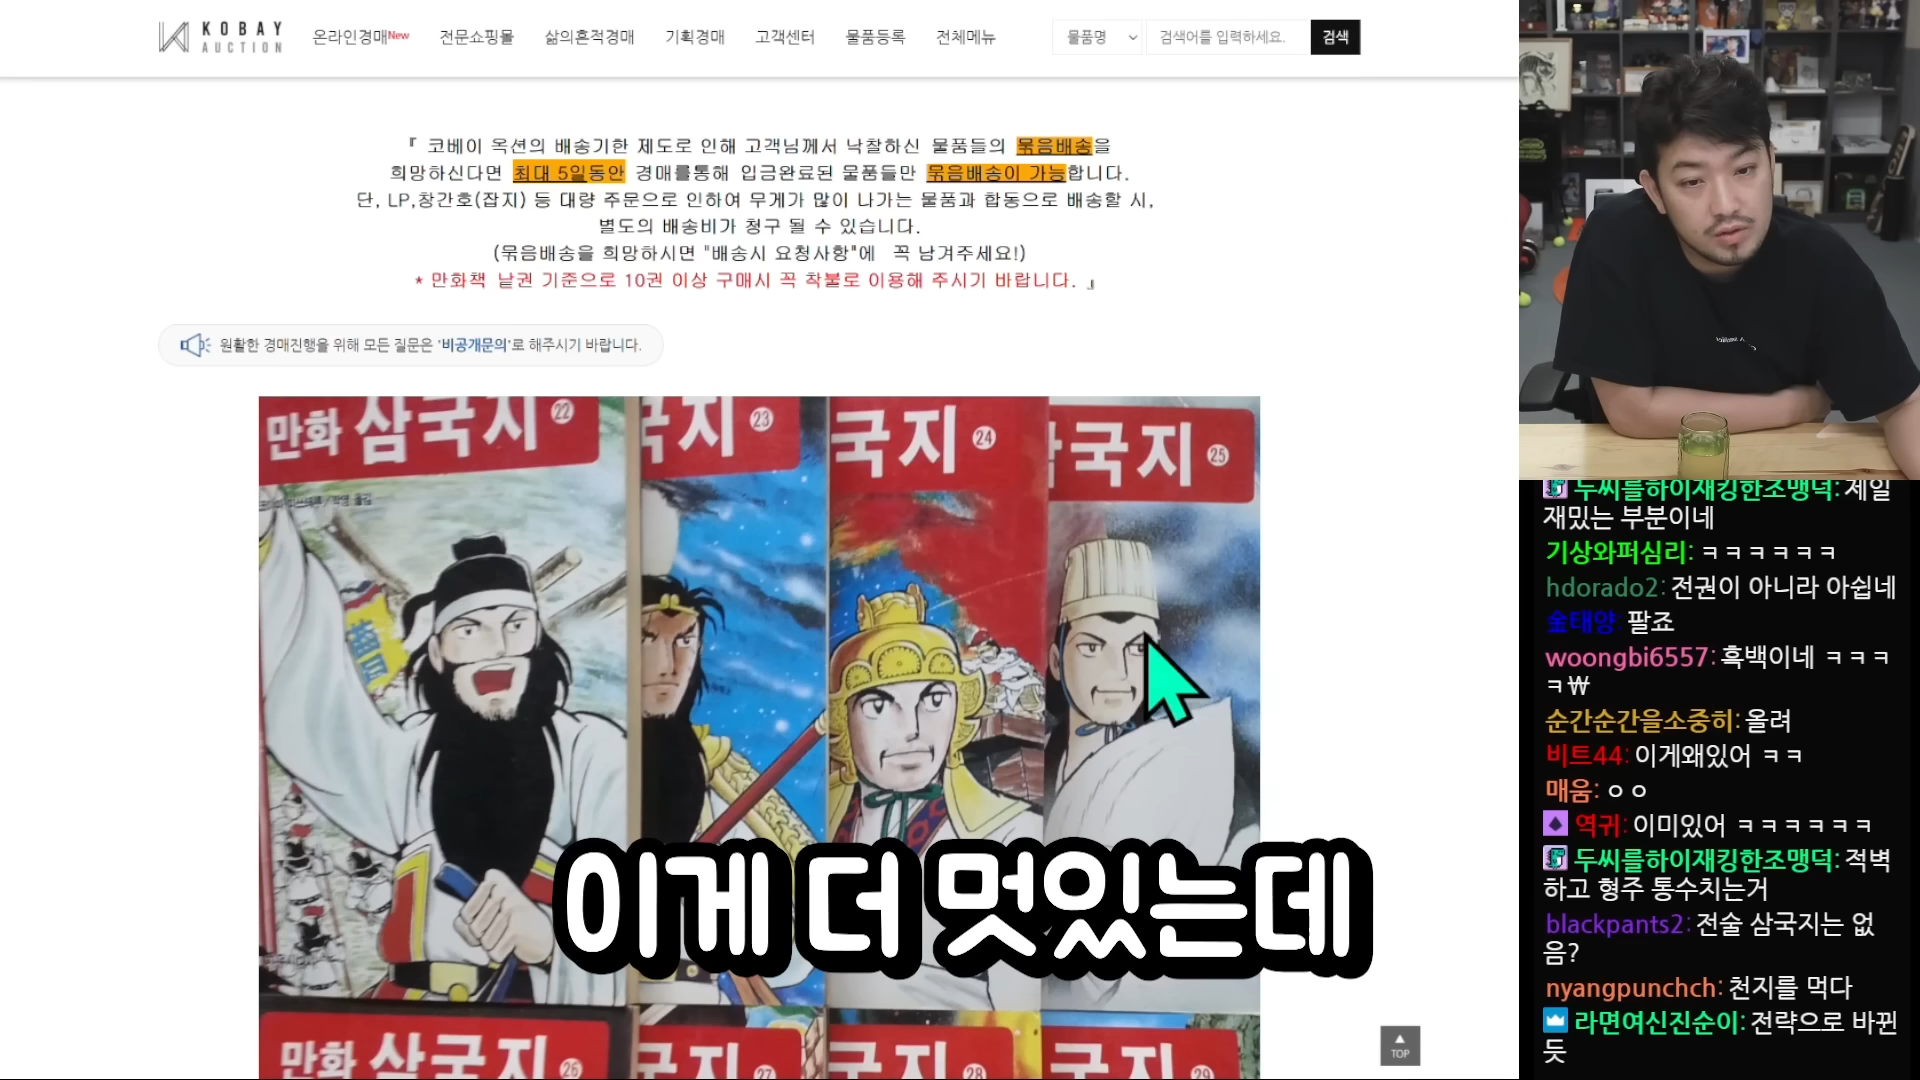 KOBAY
AUCTION
온라인경매New 전문쇼핑몰 삶의흔적경매 기획경매 고객센터 물품등록 전체메뉴
물품명 검색어를 입력하세요. 검색
『 코베이 옥션의 배송기한 제도로 인해 고객님께서 낙찰하신 물품들의 묶음배송을
희망하신다면 최대 5일동안 경매를통해 입금완료된 물품들만 묶음배송이 가능합니다.
단, LP,창간호(잡지) 등 대량 주문으로 인하여 무게가 많이 나가는 물품과 합동으로 배송할 시,
별도의 배송비가 청구 될 수 있습니다.
(묶음배송을 희망하시면 "배송시 요청사항"에 꼭 남겨주세요!)
* 만화책 낱권 기준으로 10권 이상 구매시 꼭 착불로 이용해 주시기 바랍니다. 』
원활한 경매진행을 위해 모든 질문은 '비공개문의'로 해주시기 바랍니다.
만화 삼국지 22
국지 23
국지 24
삼국지 25
이게 더 멋있는데
만화 삼국지 26
국지 27
국지 28
국지 29
TOP
두씨를하이재킹한조맹덕: 제일
재밌는 부분이네
기상와퍼심리: ㅋㅋㅋㅋㅋㅋ
hdorado2: 전권이 아니라 아쉽네
숲태양: 팔죠
woongbi6557: 흑백이네 ㅋㅋㅋ
ㅋ₩
순간순간을소중히: 올려
비트44: 이게왜있어 ㅋㅋ
매움: ㅇㅇ
역귀: 이미있어 ㅋㅋㅋㅋㅋㅋ
두씨를하이재킹한조맹덕: 적벽
하고 형주 통수치는거
blackpants2: 전술 삼국지는 없
음?
nyangpunchch: 천지를 먹다
라면여신진순이: 전략으로 바뀐
듯